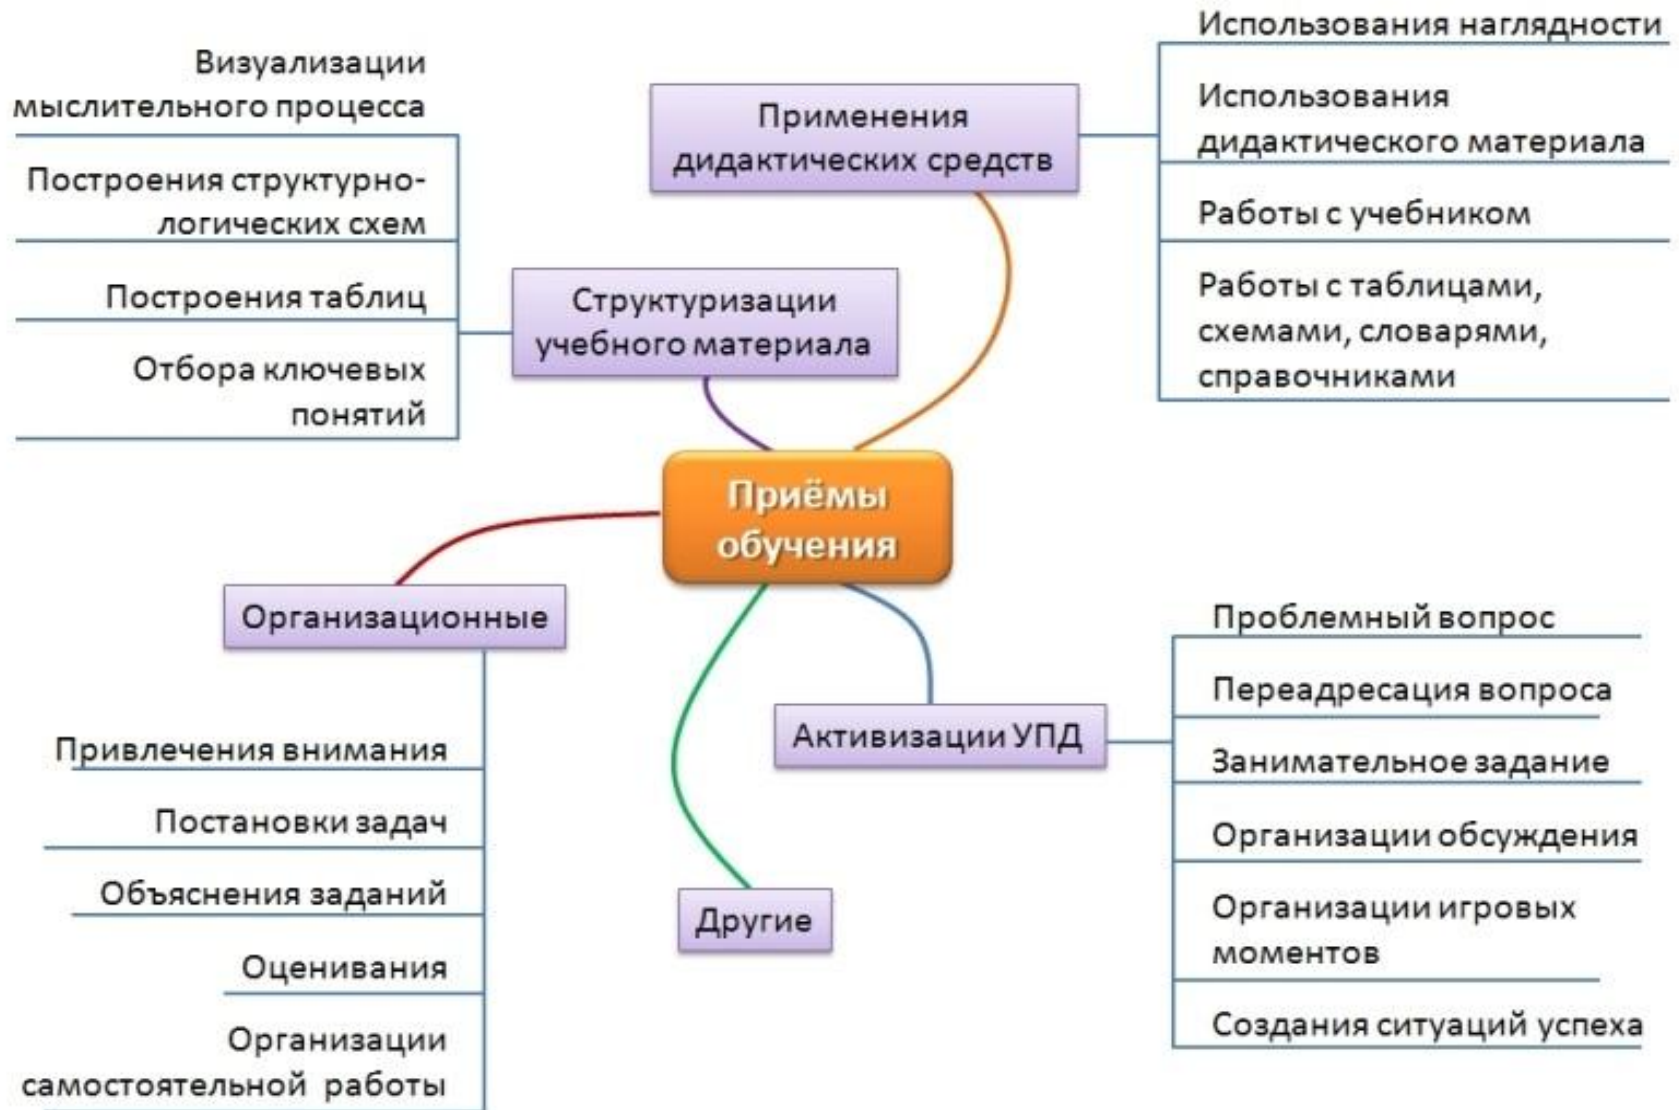 Визуализации
мыслительного процесса
Построения структурно-
логических схем
Построения таблиц
Отбора ключевых
понятий
Структуризации
учебного материала
Применения
дидактических средств
Использования наглядности
Использования
дидактического материала
Работы с учебником
Работы с таблицами,
схемами, словарями,
справочниками
Приёмы
обучения
Организационные
Привлечения внимания
Постановки задач
Объяснения заданий
Оценивания
Организации
самостоятельной работы
Другие
Активизации УПД
Проблемный вопрос
Переадресация вопроса
Занимательное задание
Организации обсуждения
Организации игровых
моментов
Создания ситуаций успеха